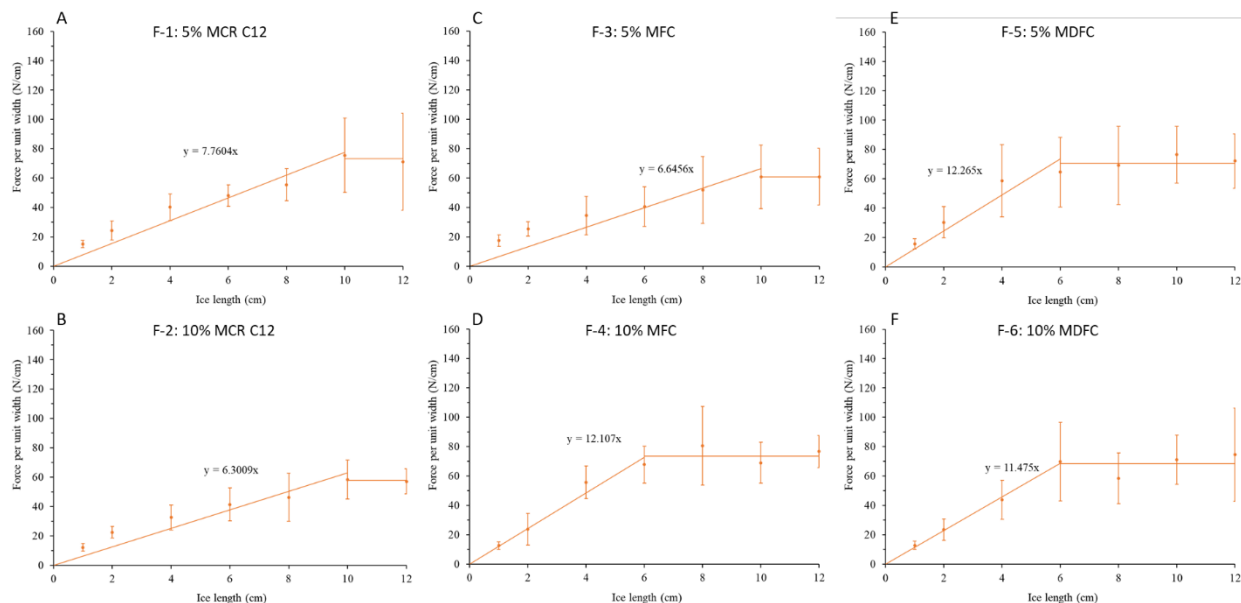 A
F-1: 5% MCR C12
Force per unit width (N/cm)
160
140
120
100
80
60
40
20
0
y = 7.7604x
0 2 4 6 8 10 12
Ice length (cm)
C
F-3: 5% MFC
Force per unit width (N/cm)
160
140
120
100
80
60
40
20
0
y = 6.6456x
0 2 4 6 8 10 12
Ice length (cm)
E
F-5: 5% MDFC
Force per unit width (N/cm)
160
140
120
100
80
60
40
20
0
y = 12.265x
0 2 4 6 8 10 12
Ice length (cm)
B
F-2: 10% MCR C12
Force per unit width (N/cm)
160
140
120
100
80
60
40
20
0
y = 6.3009x
0 2 4 6 8 10 12
Ice length (cm)
D
F-4: 10% MFC
Force per unit width (N/cm)
160
140
120
100
80
60
40
20
0
y = 12.107x
0 2 4 6 8 10 12
Ice length (cm)
F
F-6: 10% MDFC
Force per unit width (N/cm)
160
140
120
100
80
60
40
20
0
y = 11.475x
0 2 4 6 8 10 12
Ice length (cm)